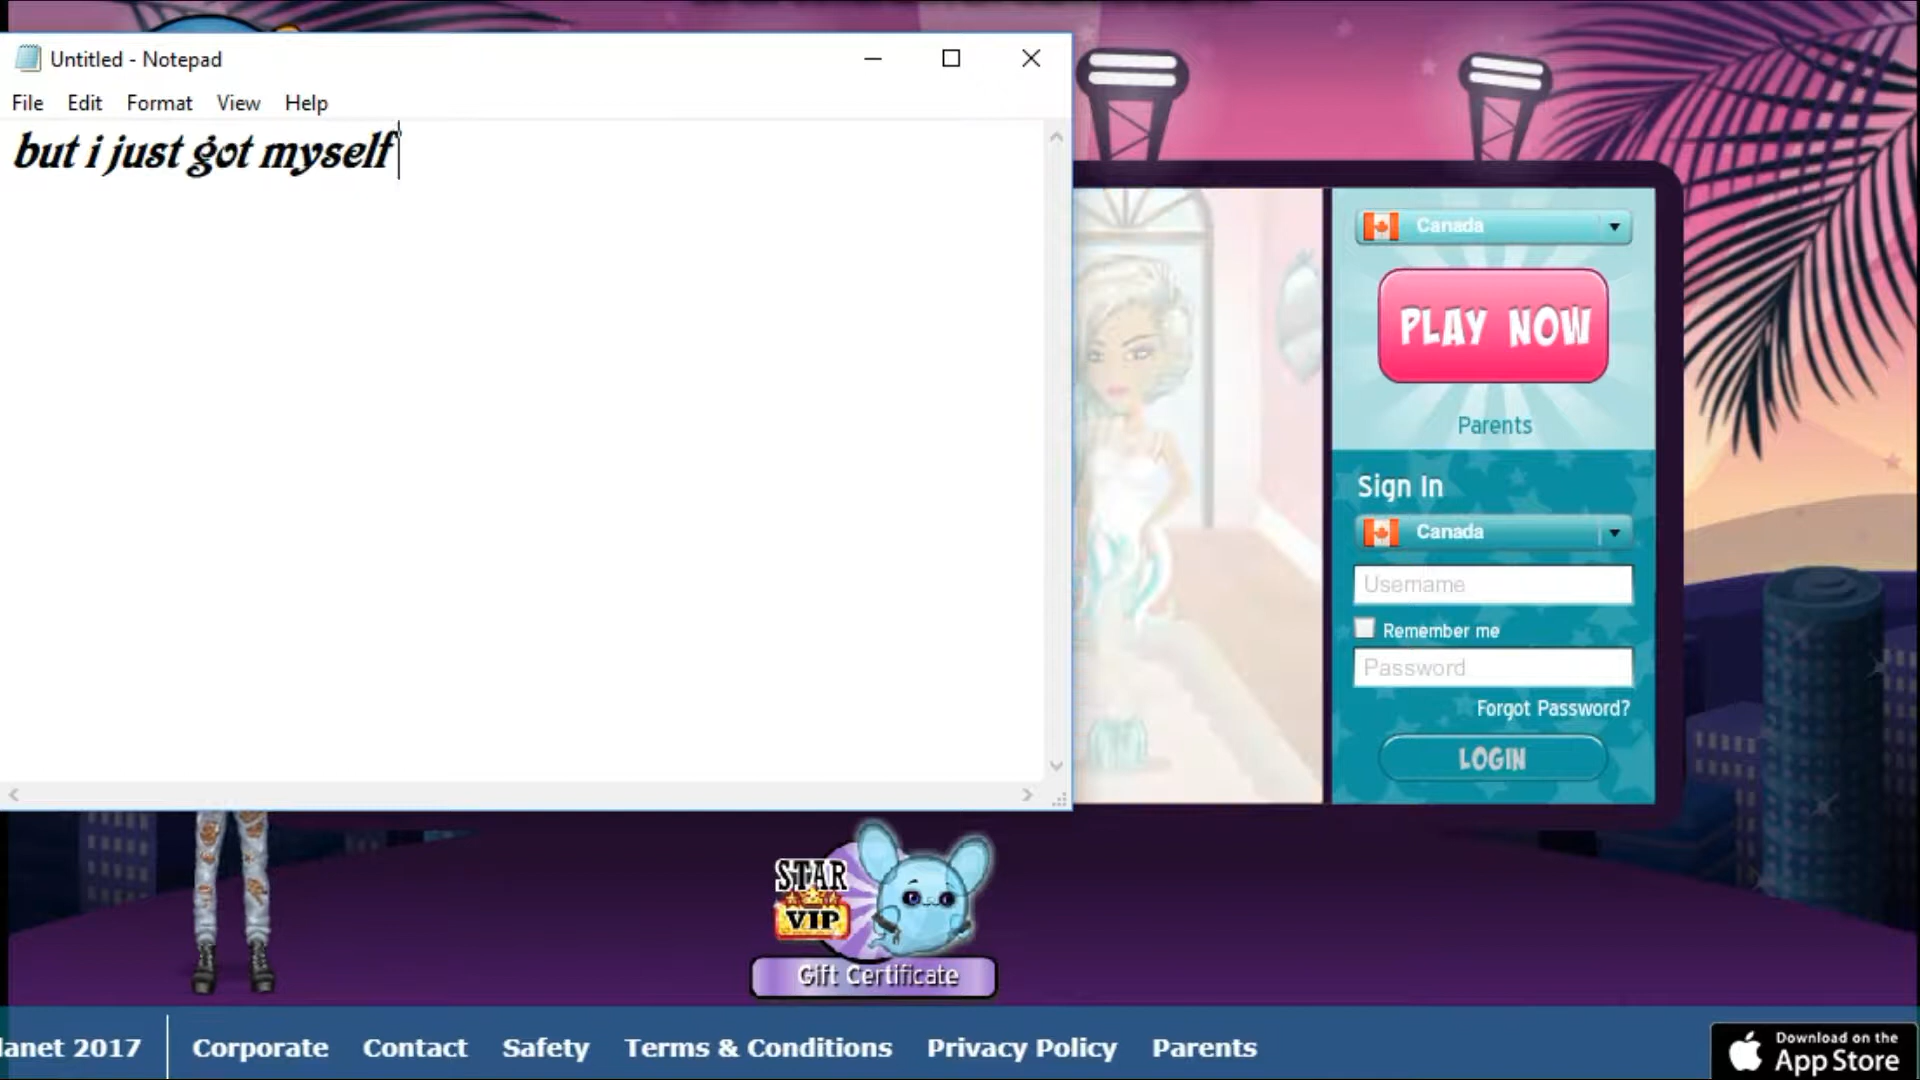 Untitled - Notepad
File Edit Format View Help
but i just got myself
Canada
PLAY NOW
Parents
Sign In
Canada
Username
Remember me
Password
Forgot Password?
LOGIN
STAR
VIP
Gift Certificate
lanet 2017 Corporate Contact Safety Terms & Conditions Privacy Policy Parents
Download on the
App Store